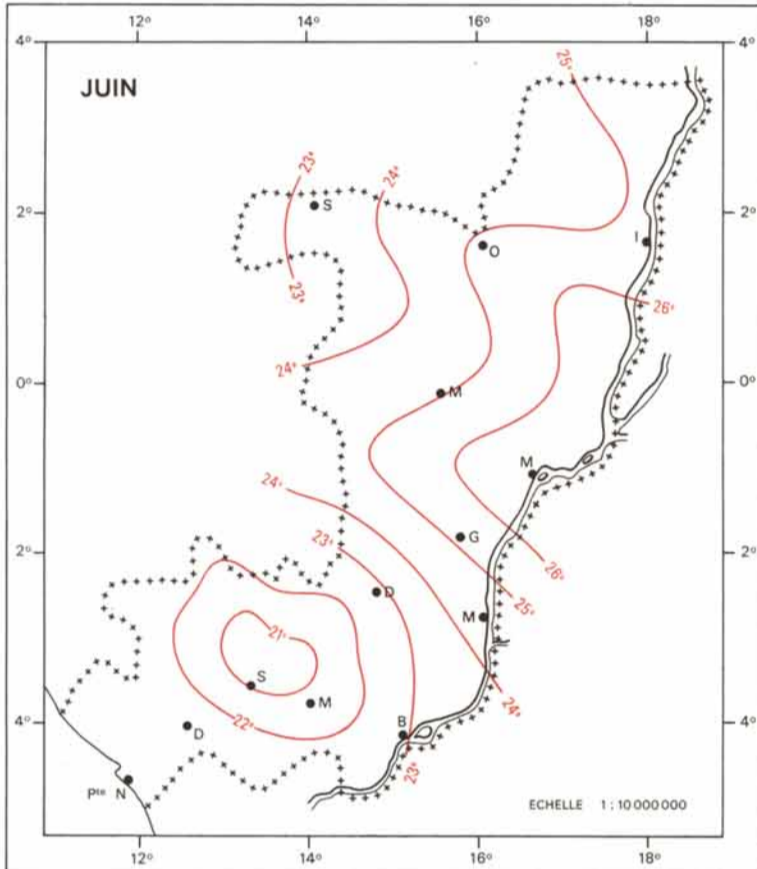 12° 14° 16° 18°
4° 4°
JUIN
25°
23° 24°
S
2° 2°
O I
23°
26°
24°
0° 0°
M
M
24°
G
23°
2° 26° 2°
D
25°
M
21°
S
M 24°
22°
4° D B 4°
23°
Pte N
ECHELLE 1 : 10 000 000
12° 14° 16° 18°